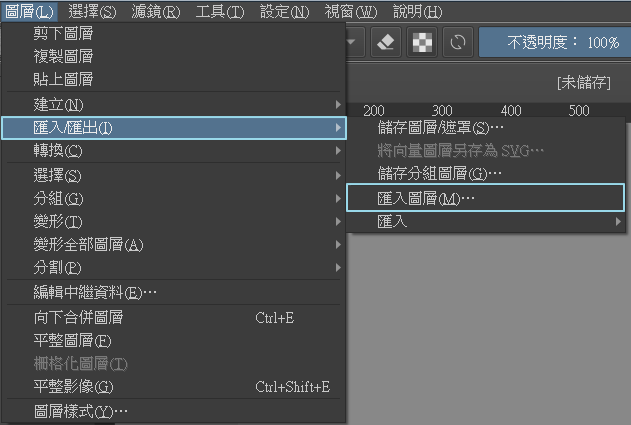 圖層(L) 選擇(S) 濾鏡(R) 工具(T) 設定(N) 視窗(W) 說明(H)
不透明度： 100%
[未儲存]
200 300 400 500
剪下圖層
複製圖層
貼上圖層
建立(N)
匯入/匯出(I)
轉換(C)
選擇(S)
分組(G)
變形(T)
變形全部圖層(A)
分割(P)
編輯中繼資料(E)…
向下合併圖層 Ctrl+E
平整圖層(F)
柵格化圖層(T)
平整影像(G) Ctrl+Shift+E
圖層樣式(Y)…
儲存圖層/遮罩(S)…
將向量圖層另存為 SVG…
儲存分組圖層(G)…
匯入圖層(M)…
匯入